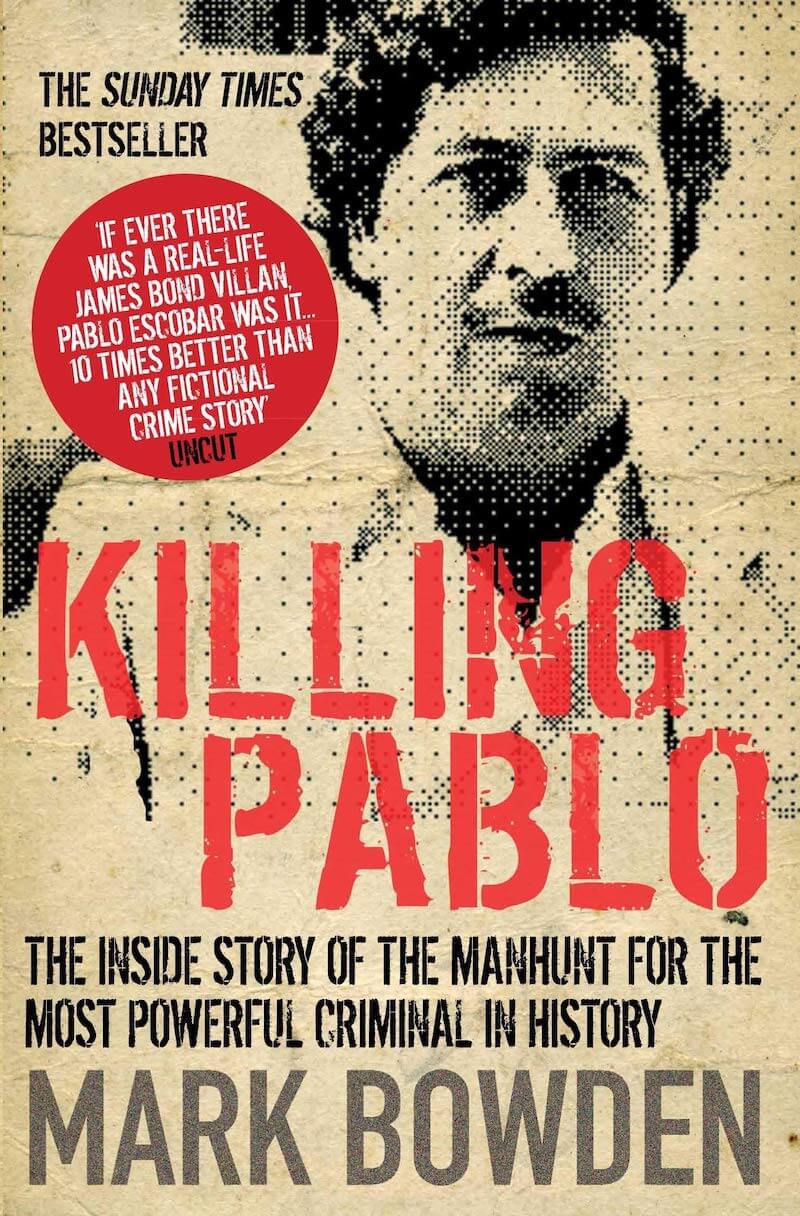 THE SUNDAY TIMES
BESTSELLER
'IF EVER THERE
WAS A REAL-LIFE
JAMES BOND VILLAN,
PABLO ESCOBAR WAS IT...
10 TIMES BETTER THAN
ANY FICTIONAL
CRIME STORY'
UNCUT
KILLING
PABLO
THE INSIDE STORY OF THE MANHUNT FOR THE
MOST POWERFUL CRIMINAL IN HISTORY
MARK BOWDEN